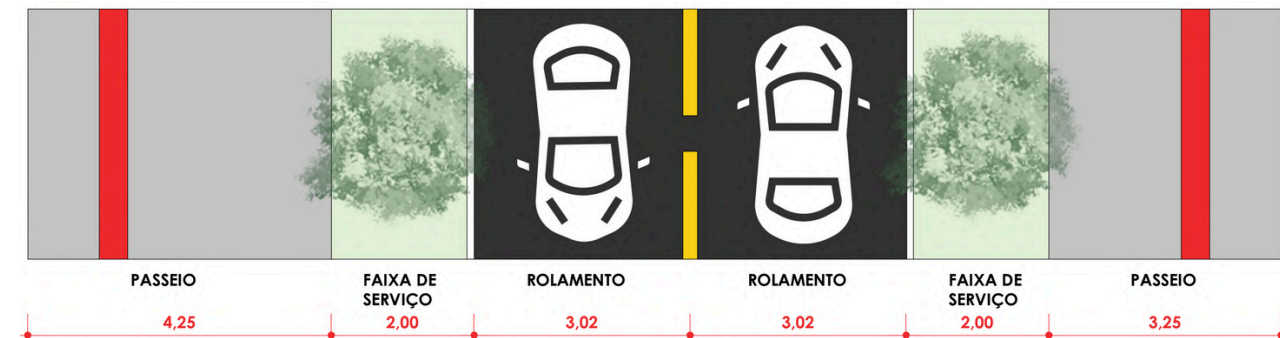 PASSEIO
FAIXA DE
SERVIÇO
ROLAMENTO
ROLAMENTO
FAIXA DE
SERVIÇO
PASSEIO
4,25
2,00
3,02
3,02
2,00
3,25